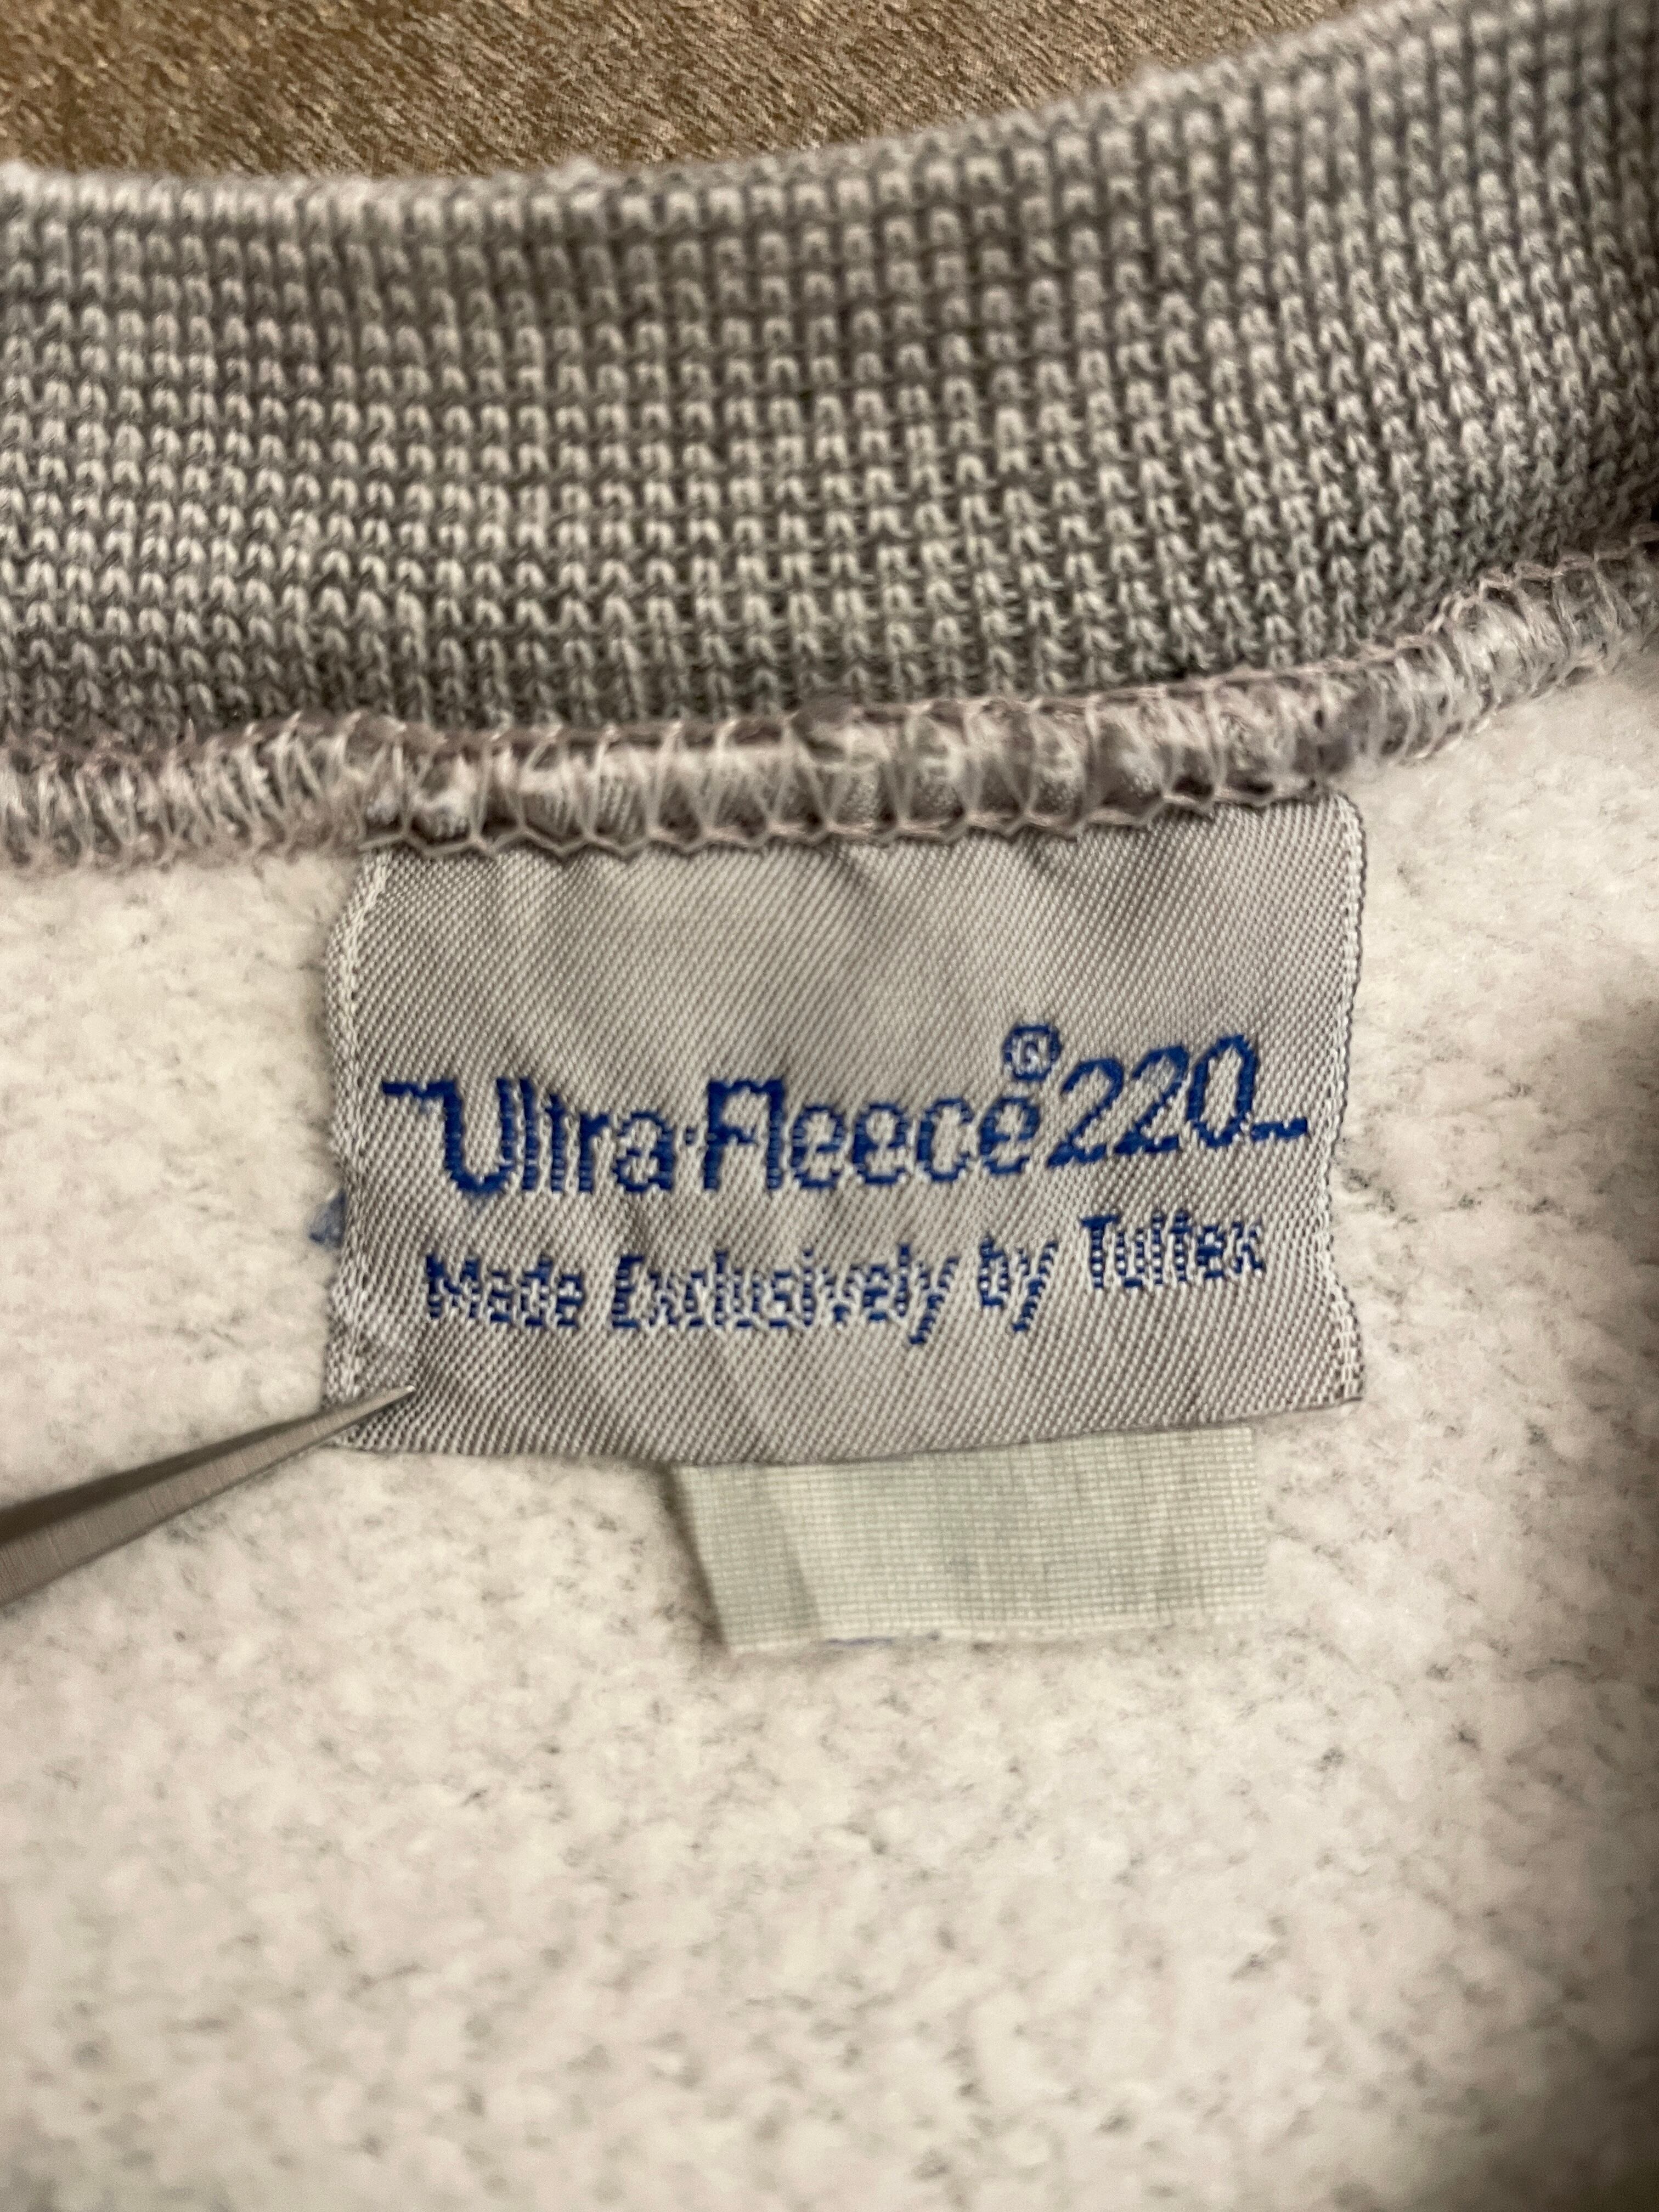 Ultra·Fleece®220
Made Exclusively by Tultex